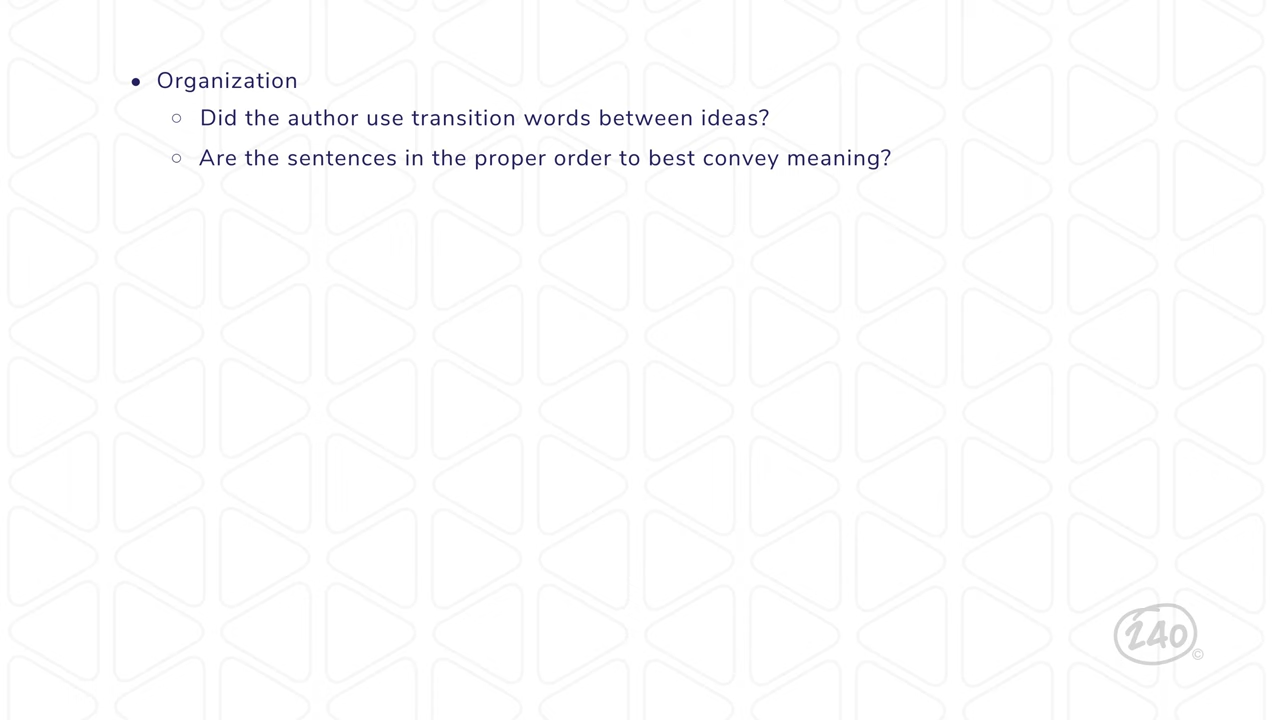 • Organization
○ Did the author use transition words between ideas?
○ Are the sentences in the proper order to best convey meaning?
240
©